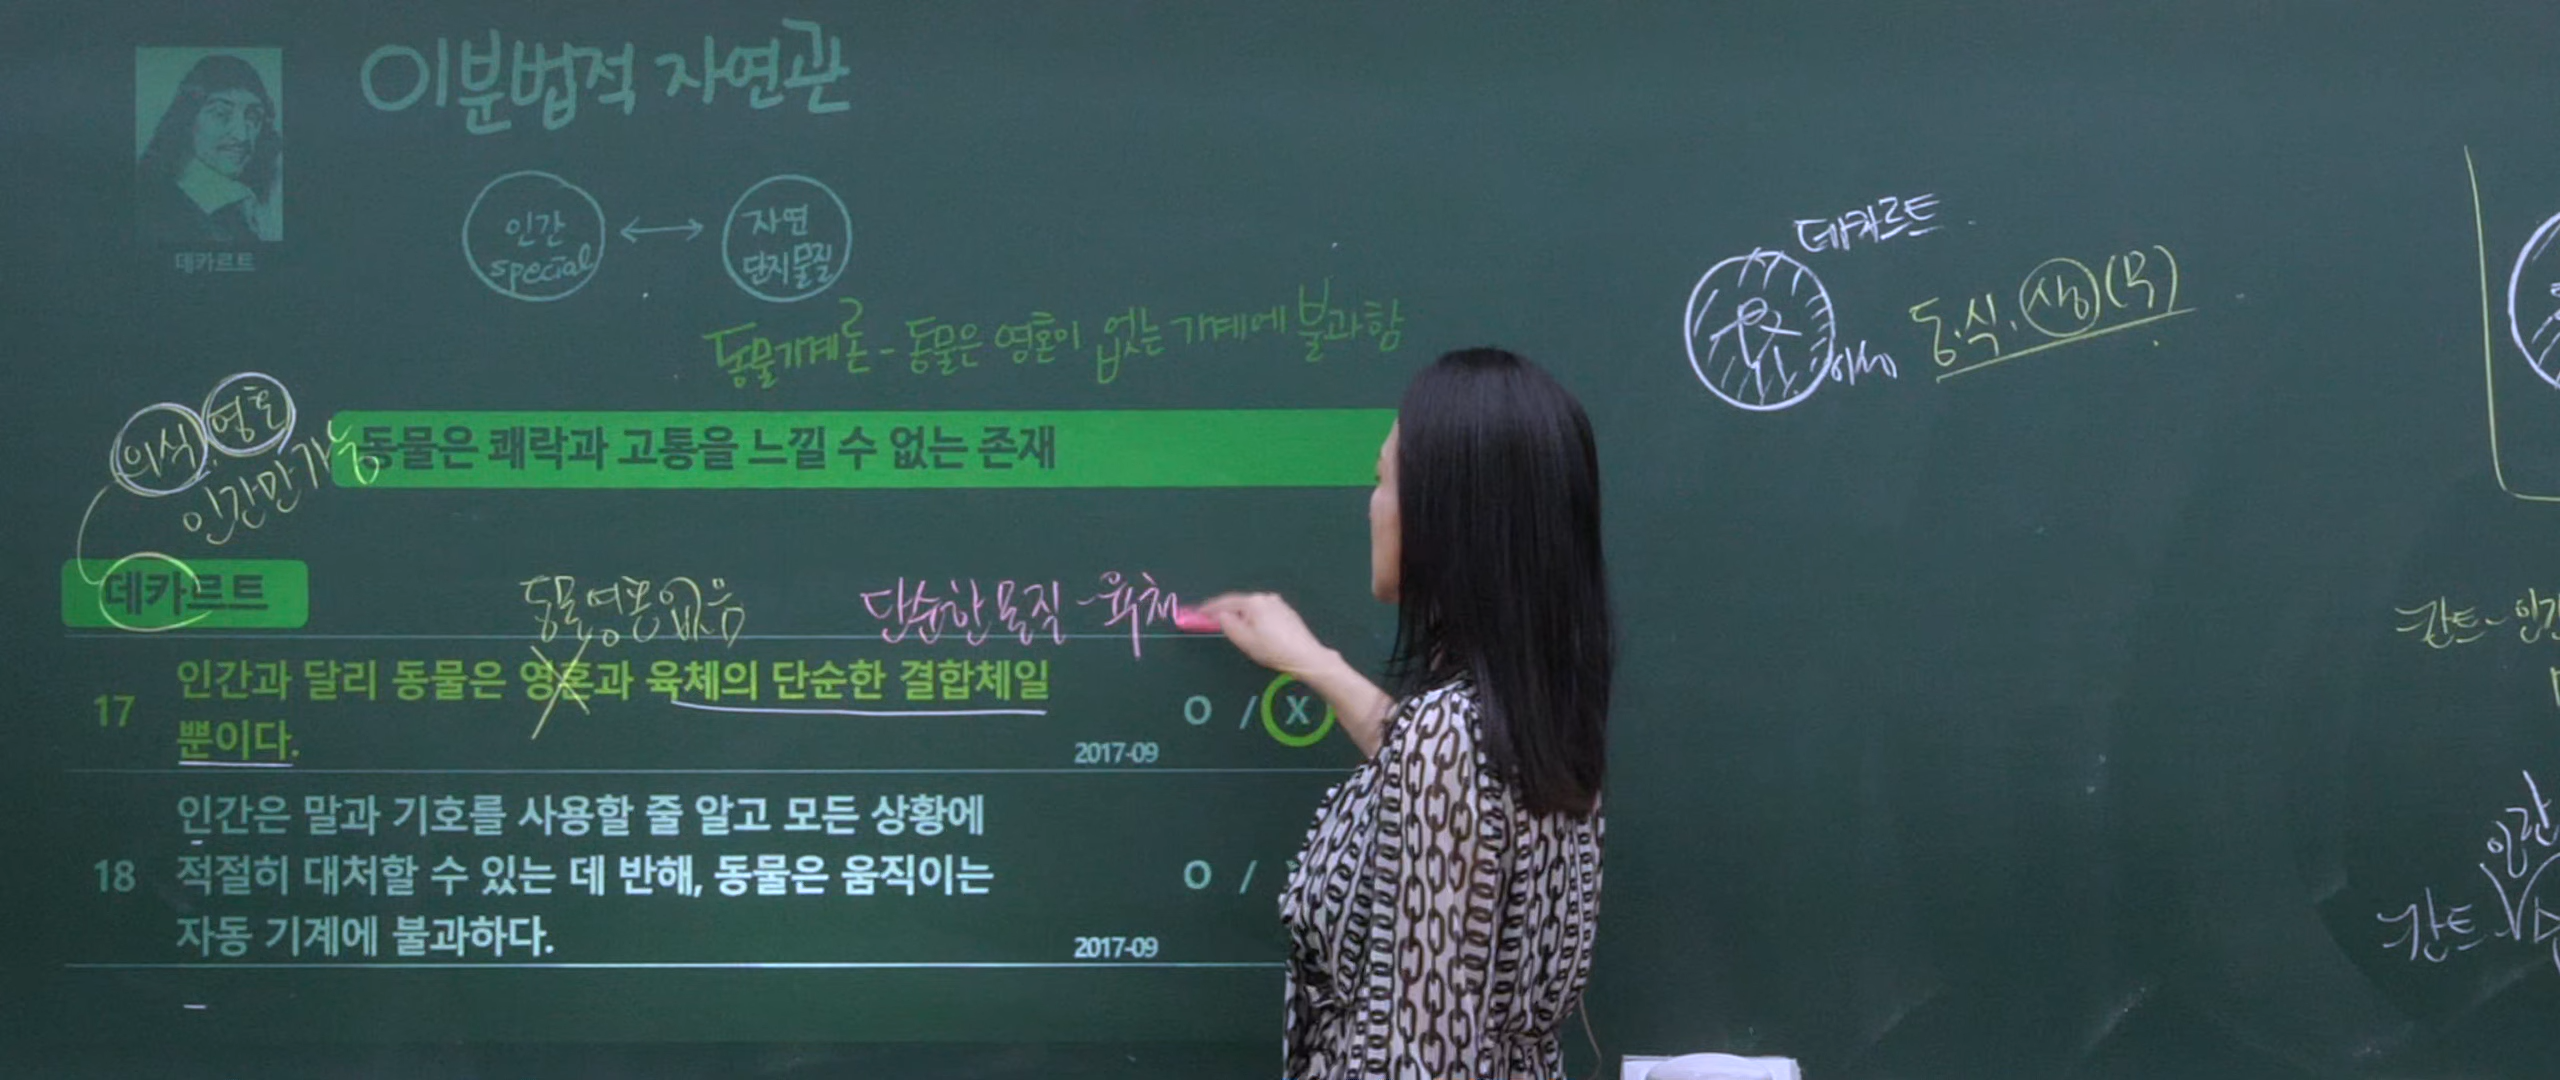 이분법적 자연관
데카르트
인간
special
자연
단지 물질
동물기계론 - 동물은 영혼이 없는 기계에 불과함
의식 영혼
인간만 가능
동물은 쾌락과 고통을 느낄 수 없는 존재
데카르트
동물 영혼 없음
단순한 물질 - 육체
17 인간과 달리 동물은 영혼과 육체의 단순한 결합체일
뿐이다.
O / X
2017-09
18 인간은 말과 기호를 사용할 줄 알고 모든 상황에
적절히 대처할 수 있는 데 반해, 동물은 움직이는
자동 기계에 불과하다.
O /
2017-09
데카르트
이성
동.식.생(무)
칸트 - 인간
인간
칸트